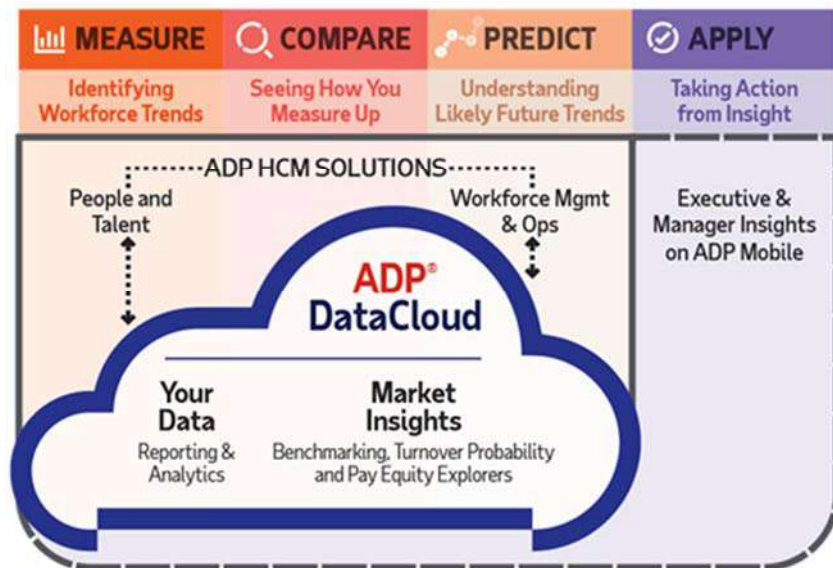 MEASURE
Identifying
Workforce Trends
COMPARE
Seeing How You
Measure Up
PREDICT
Understanding
Likely Future Trends
APPLY
Taking Action
from Insight
ADP HCM SOLUTIONS
People and
Talent
Workforce Mgmt
& Ops
Executive &
Manager Insights
on ADP Mobile
ADP®
DataCloud
Your
Data
Reporting &
Analytics
Market
Insights
Benchmarking, Turnover Probability
and Pay Equity Explorers